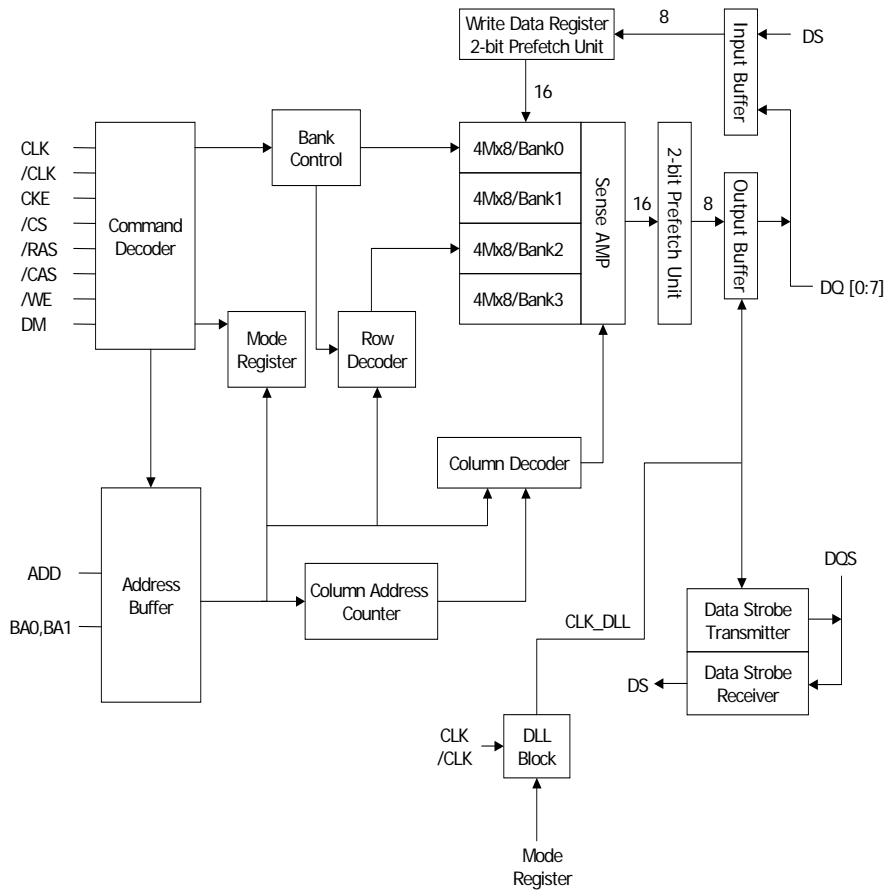 Write Data Register
2-bit Prefetch Unit
8
Input Buffer
DS
16
Bank
Control
4Mx8/Bank0
4Mx8/Bank1
4Mx8/Bank2
4Mx8/Bank3
Sense AMP
16
2-bit Prefetch Unit
8
Output Buffer
DQ [0:7]
CLK
/CLK
CKE
/CS
/RAS
/CAS
/WE
DM
Command
Decoder
Mode
Register
Row
Decoder
Column Decoder
ADD
BA0,BA1
Address
Buffer
Column Address
Counter
CLK_DLL
DQS
Data Strobe
Transmitter
Data Strobe
Receiver
DS
CLK
/CLK
DLL
Block
Mode
Register